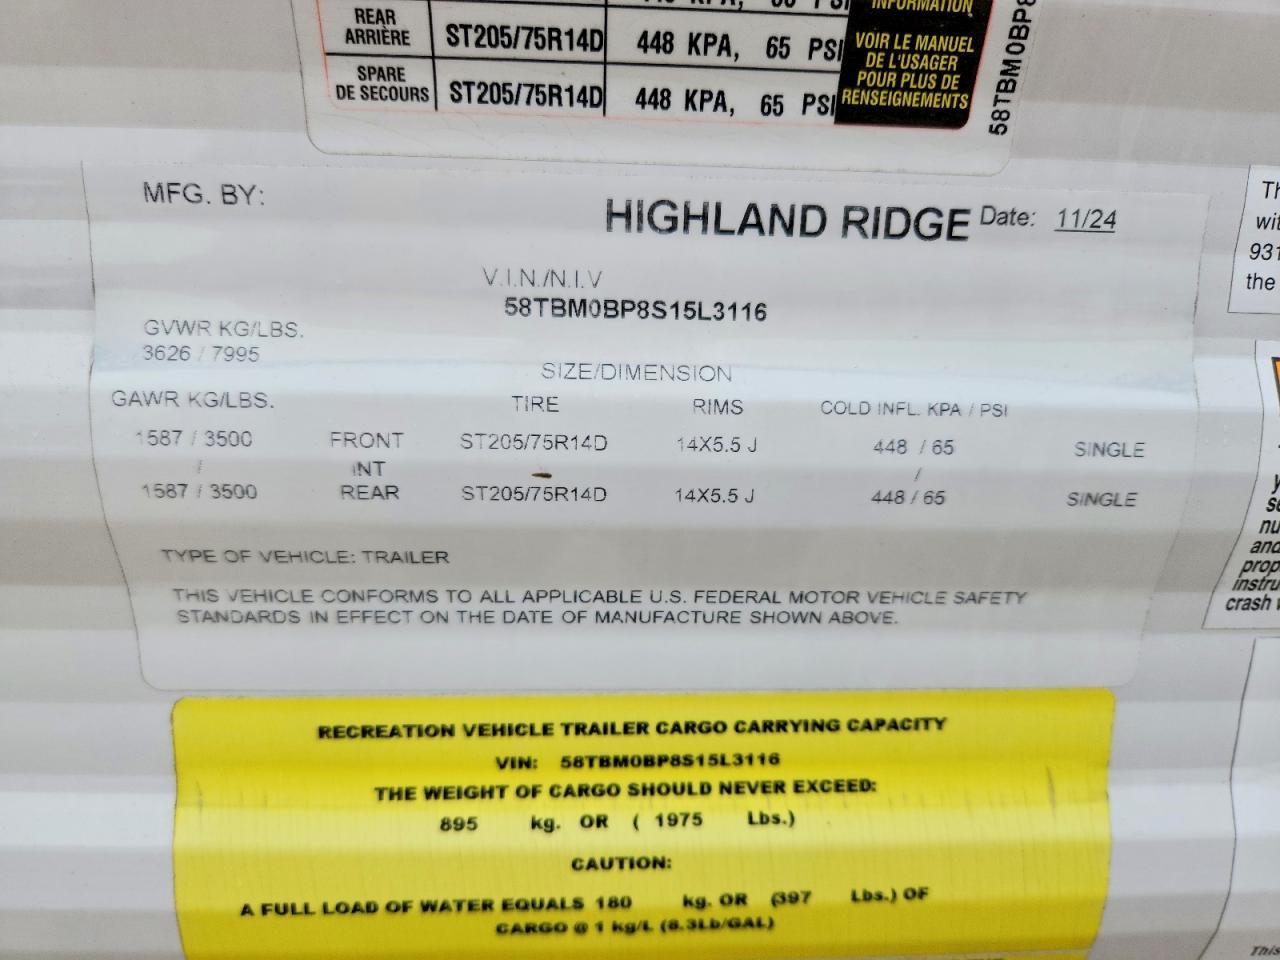 INFORMATION
REAR ST205/75R14D 448 KPA, 65 PSI
ARRIÈRE
SPARE ST205/75R14D 448 KPA, 65 PSI
DE SECOURS
VOIR LE MANUEL
DE L'USAGER
POUR PLUS DE
RENSEIGNEMENTS
58TBM0BP8
MFG. BY: HIGHLAND RIDGE Date: 11/24
V.I.N./N.I.V
58TBM0BP8S15L3116
GVWR KG/LBS.
3626 / 7995
SIZE/DIMENSION
GAWR KG/LBS. TIRE RIMS COLD INFL. KPA / PSI
1587 / 3500 FRONT ST205/75R14D 14X5.5 J 448 / 65 SINGLE
/ INT - /
1587 / 3500 REAR ST205/75R14D 14X5.5 J 448 / 65 SINGLE
TYPE OF VEHICLE: TRAILER
THIS VEHICLE CONFORMS TO ALL APPLICABLE U.S. FEDERAL MOTOR VEHICLE SAFETY
STANDARDS IN EFFECT ON THE DATE OF MANUFACTURE SHOWN ABOVE.
RECREATION VEHICLE TRAILER CARGO CARRYING CAPACITY
VIN: 58TBM0BP8S15L3116
THE WEIGHT OF CARGO SHOULD NEVER EXCEED:
895 kg. OR ( 1975 Lbs.)
CAUTION:
A FULL LOAD OF WATER EQUALS 180 kg. OR (397 Lbs.) OF
CARGO @ 1 kg/L (8.3Lb/GAL)
931
the
and
crash
This